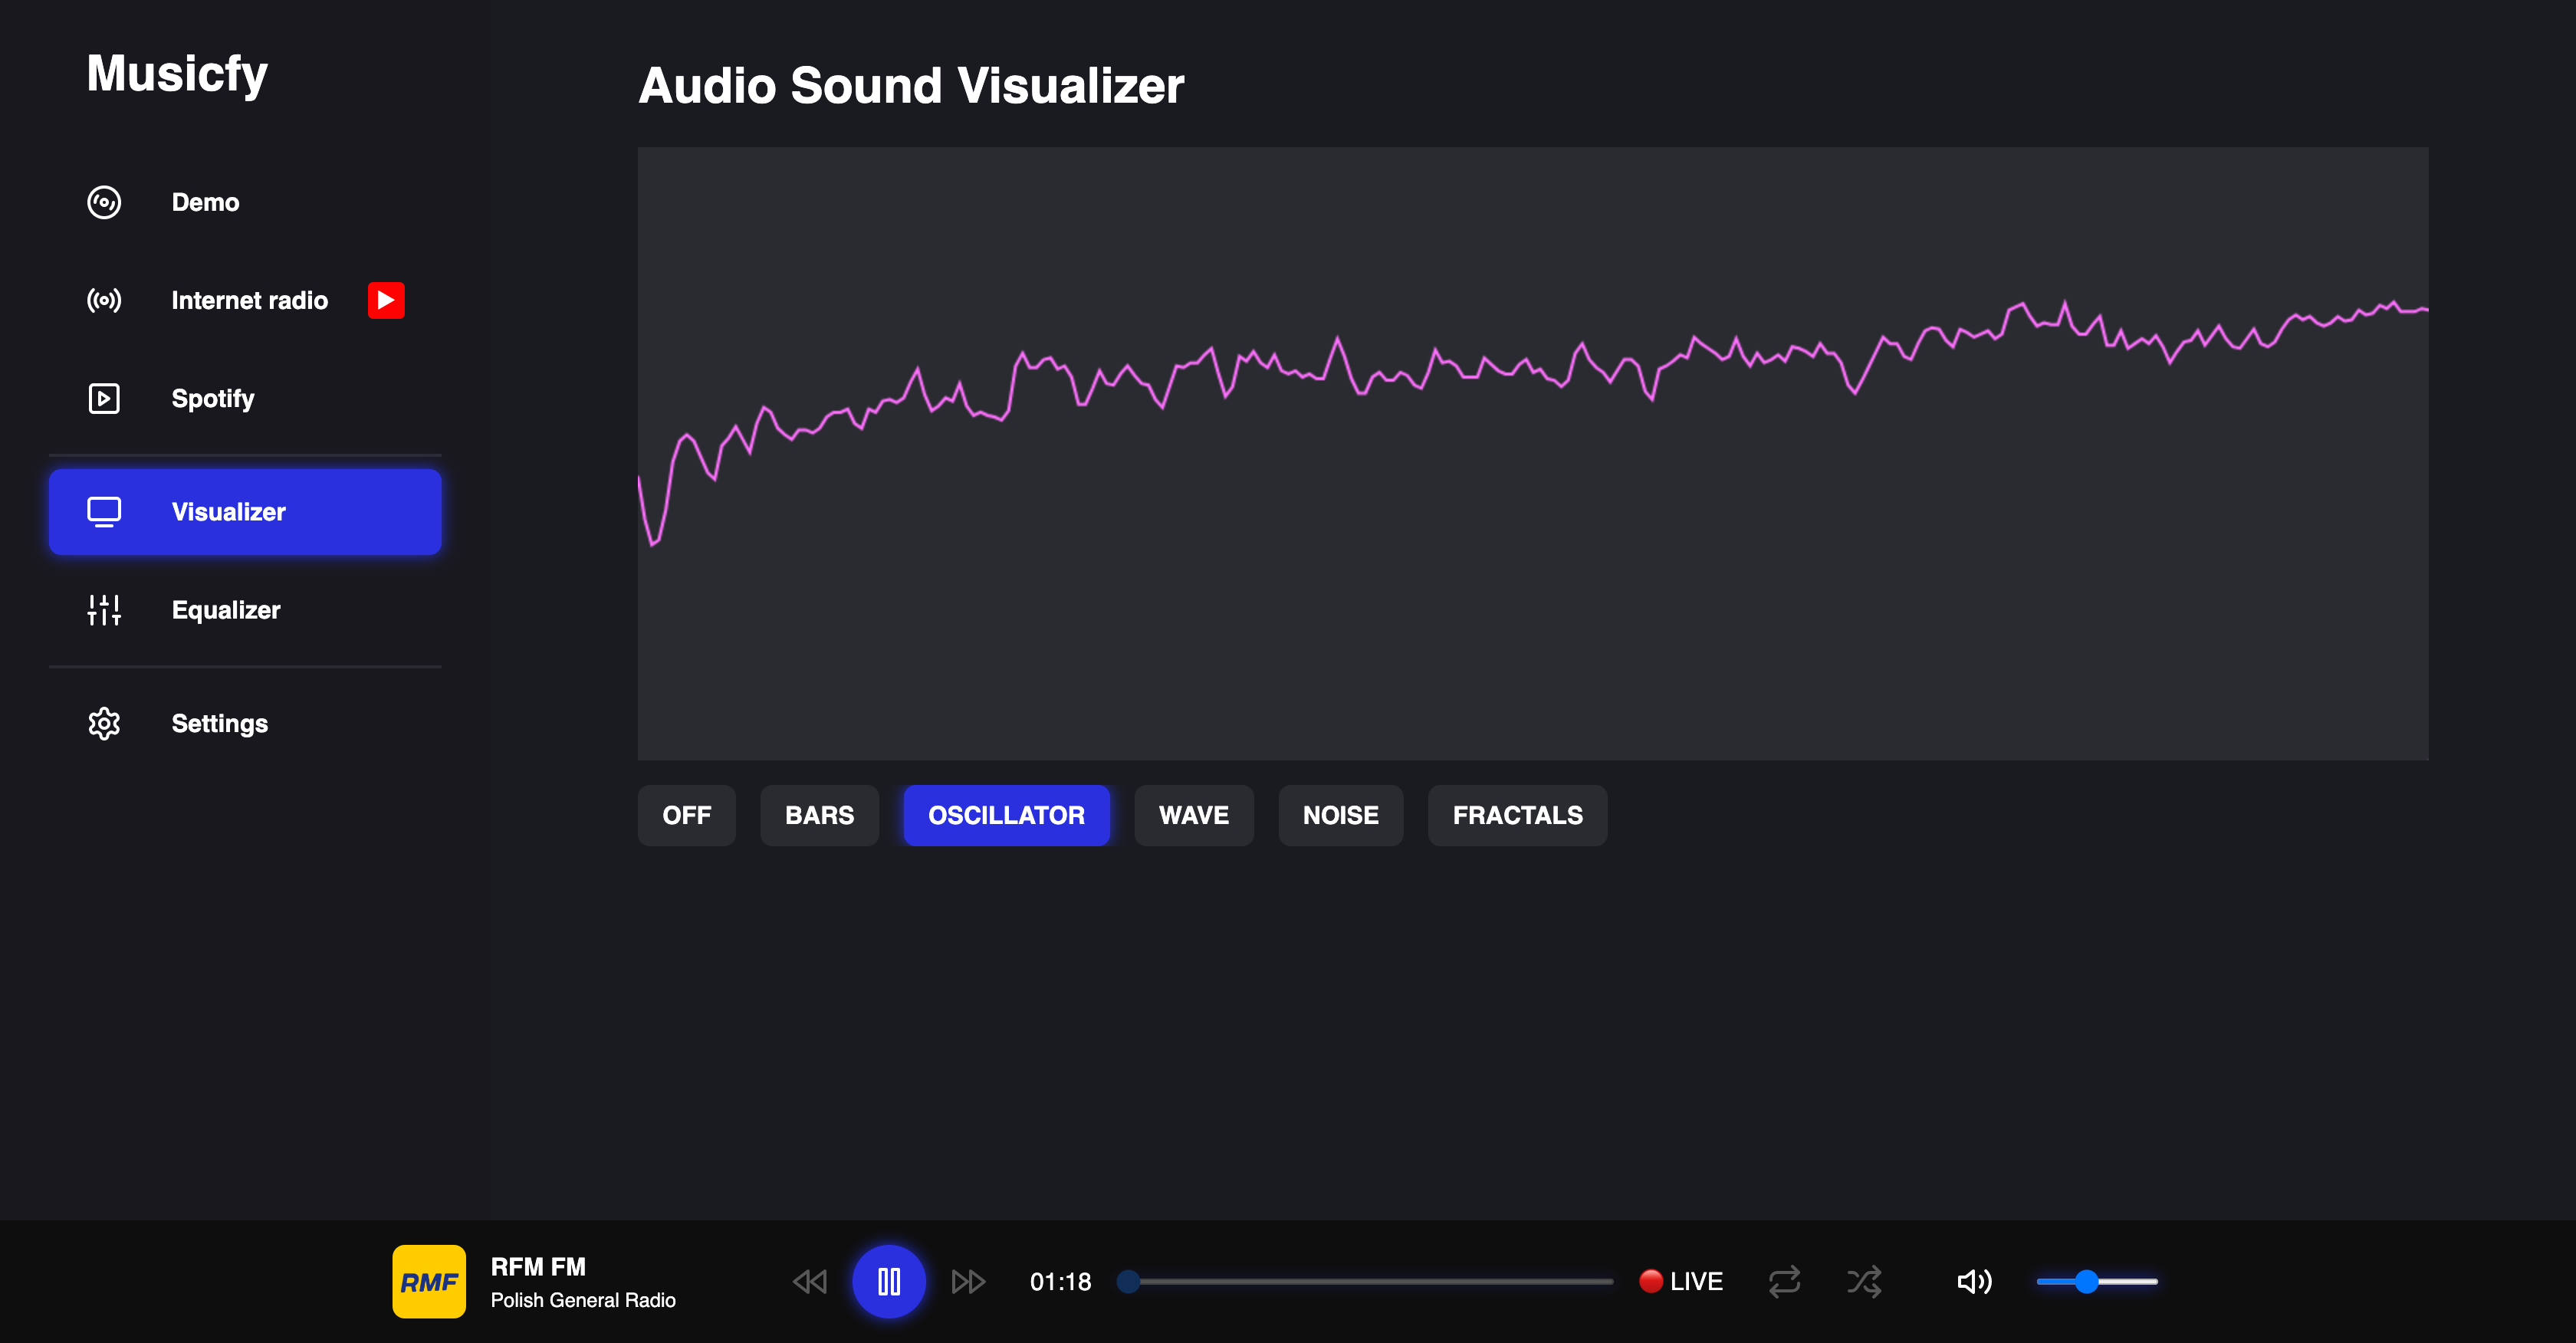 Musicfy
Demo
Internet radio
Spotify
Visualizer
Equalizer
Settings
Audio Sound Visualizer
OFF
BARS
OSCILLATOR
WAVE
NOISE
FRACTALS
RMF
RFM FM
Polish General Radio
01:18
LIVE